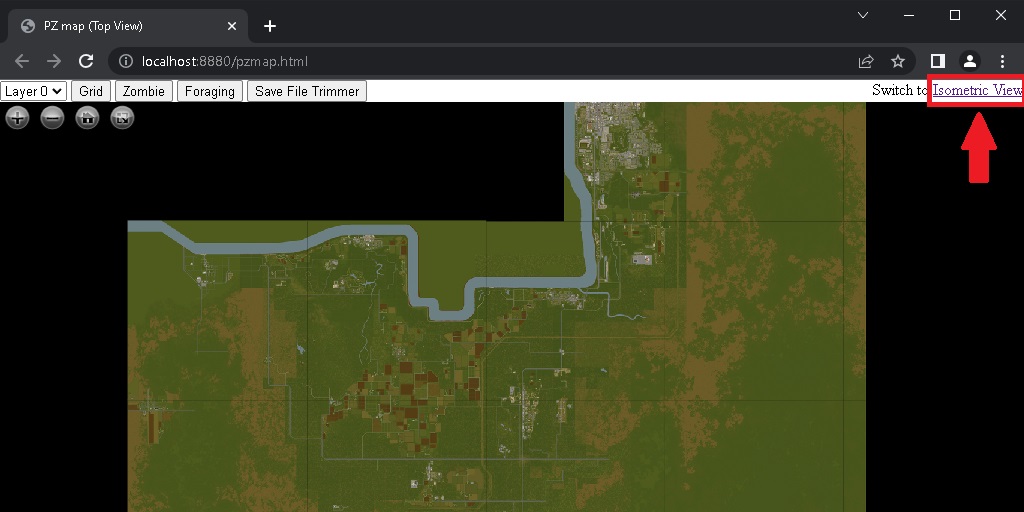 PZ map (Top View)
localhost:8880/pzmap.html
Layer 0 Grid Zombie Foraging Save File Trimmer Switch to Isometric View